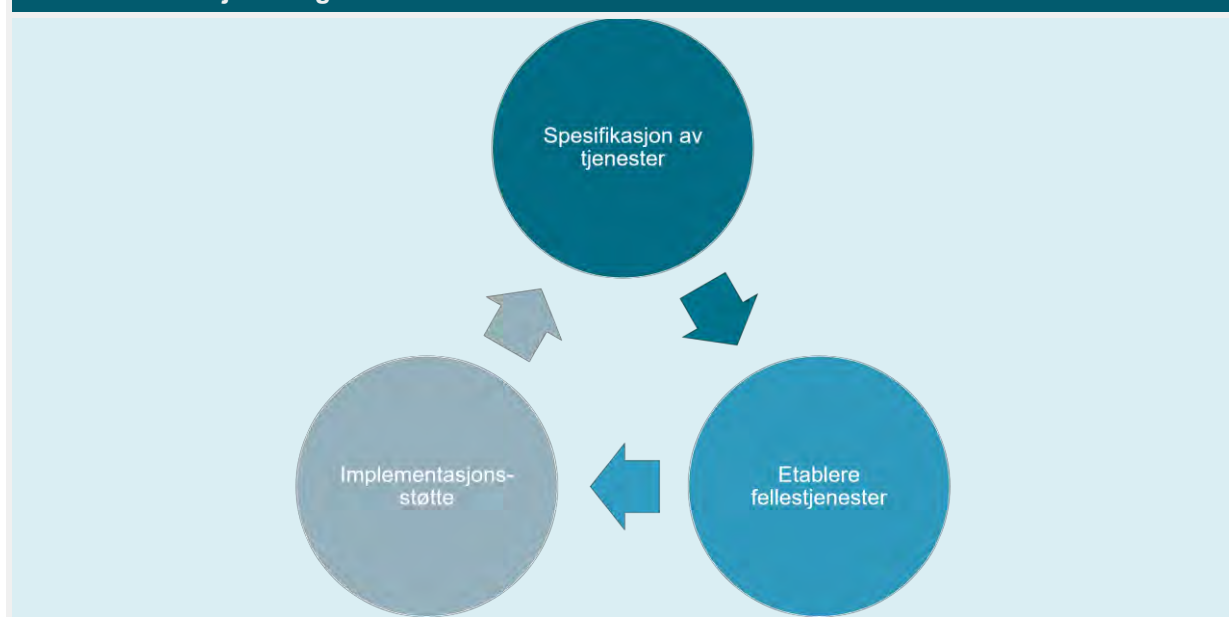 Spesifikasjon av
tjenester
Implementasjons-
støtte
Etablere
fellestjenester